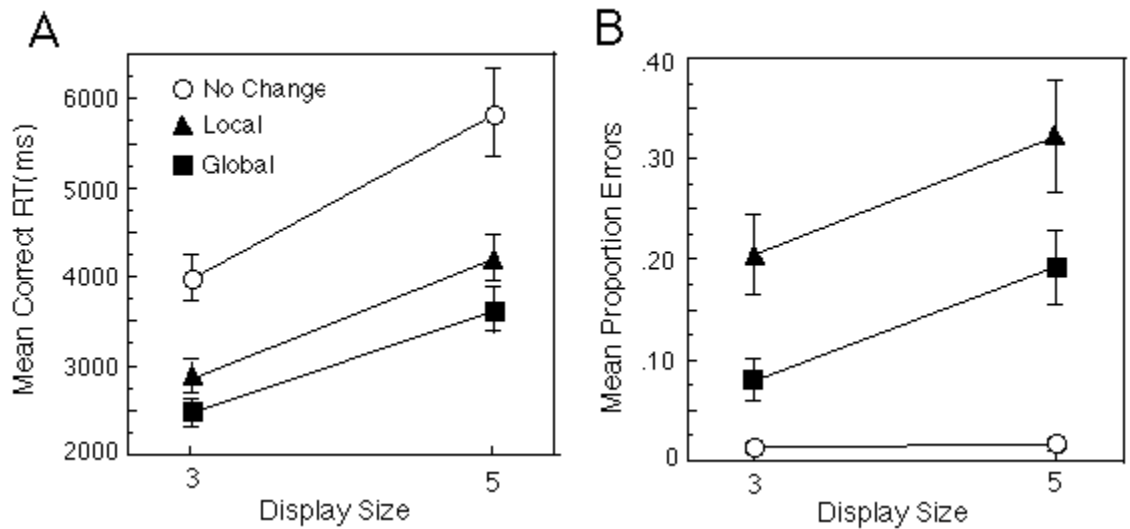 A
Mean Correct RT(ms)
6000
5000
4000
3000
2000
No Change
Local
Global
3
5
Display Size
B
Mean Proportion Errors
.40
.30
.20
.10
0
3
5
Display Size